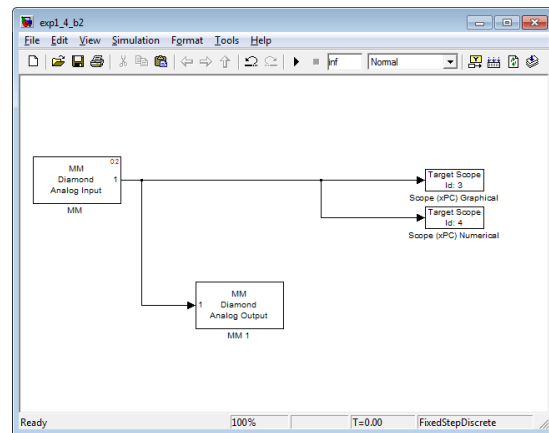 exp1_4_b2
File Edit View Simulation Format Tools Help
inf Normal
MM
Diamond
Analog Input
0:2
1
MM
Target Scope
Id: 3
Scope (xPC) Graphical
Target Scope
Id: 4
Scope (xPC) Numerical
1
MM
Diamond
Analog Output
MM 1
Ready 100% T=0.00 FixedStepDiscrete